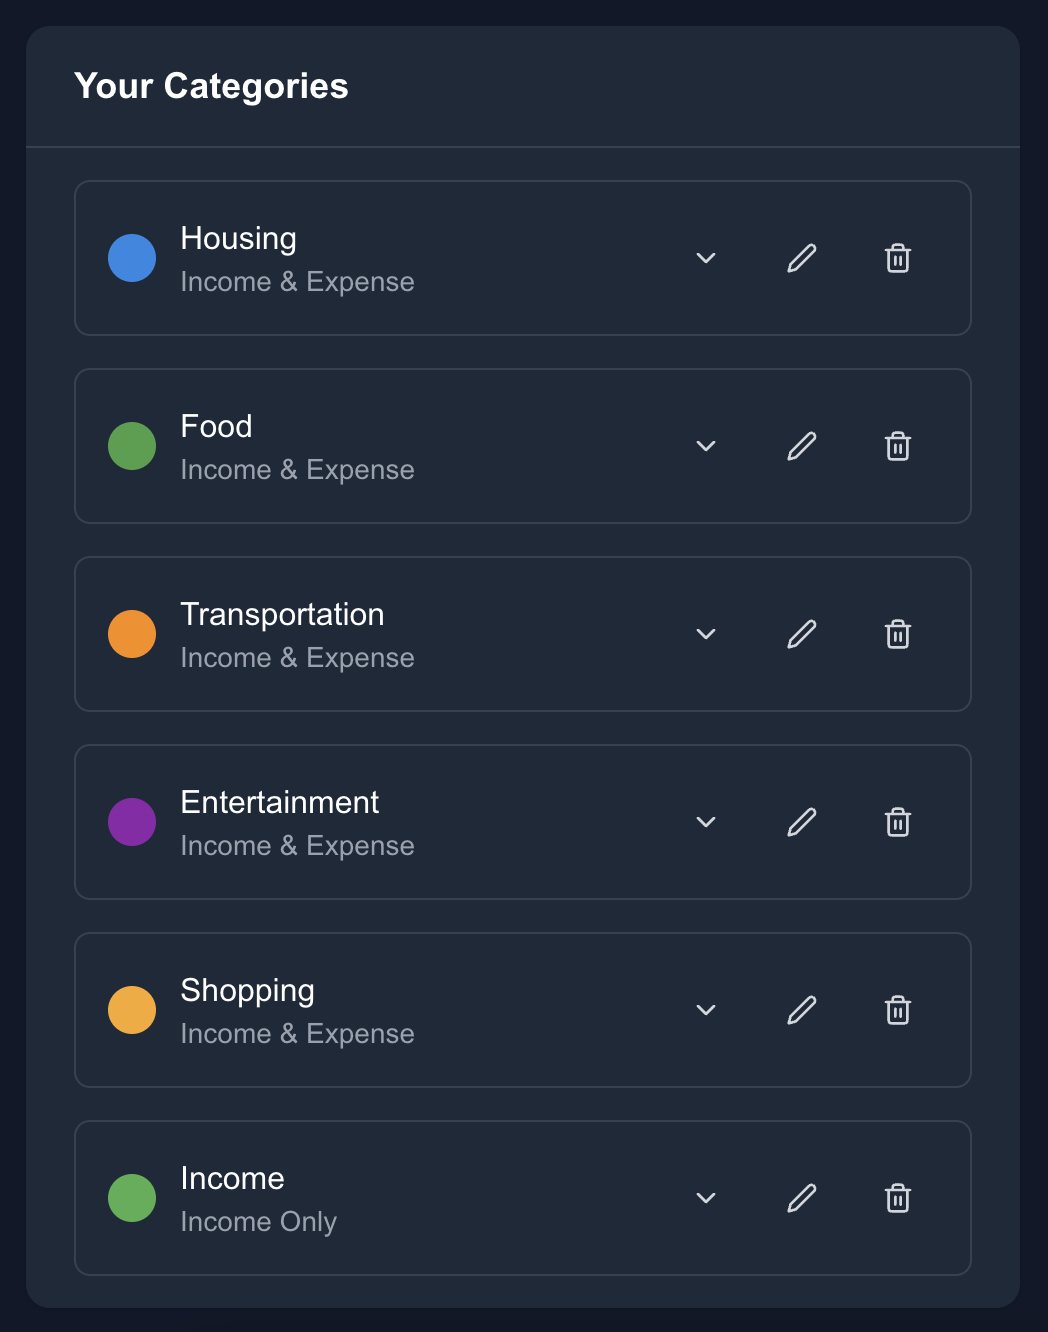 Your Categories
Housing
Income & Expense
Food
Income & Expense
Transportation
Income & Expense
Entertainment
Income & Expense
Shopping
Income & Expense
Income
Income Only